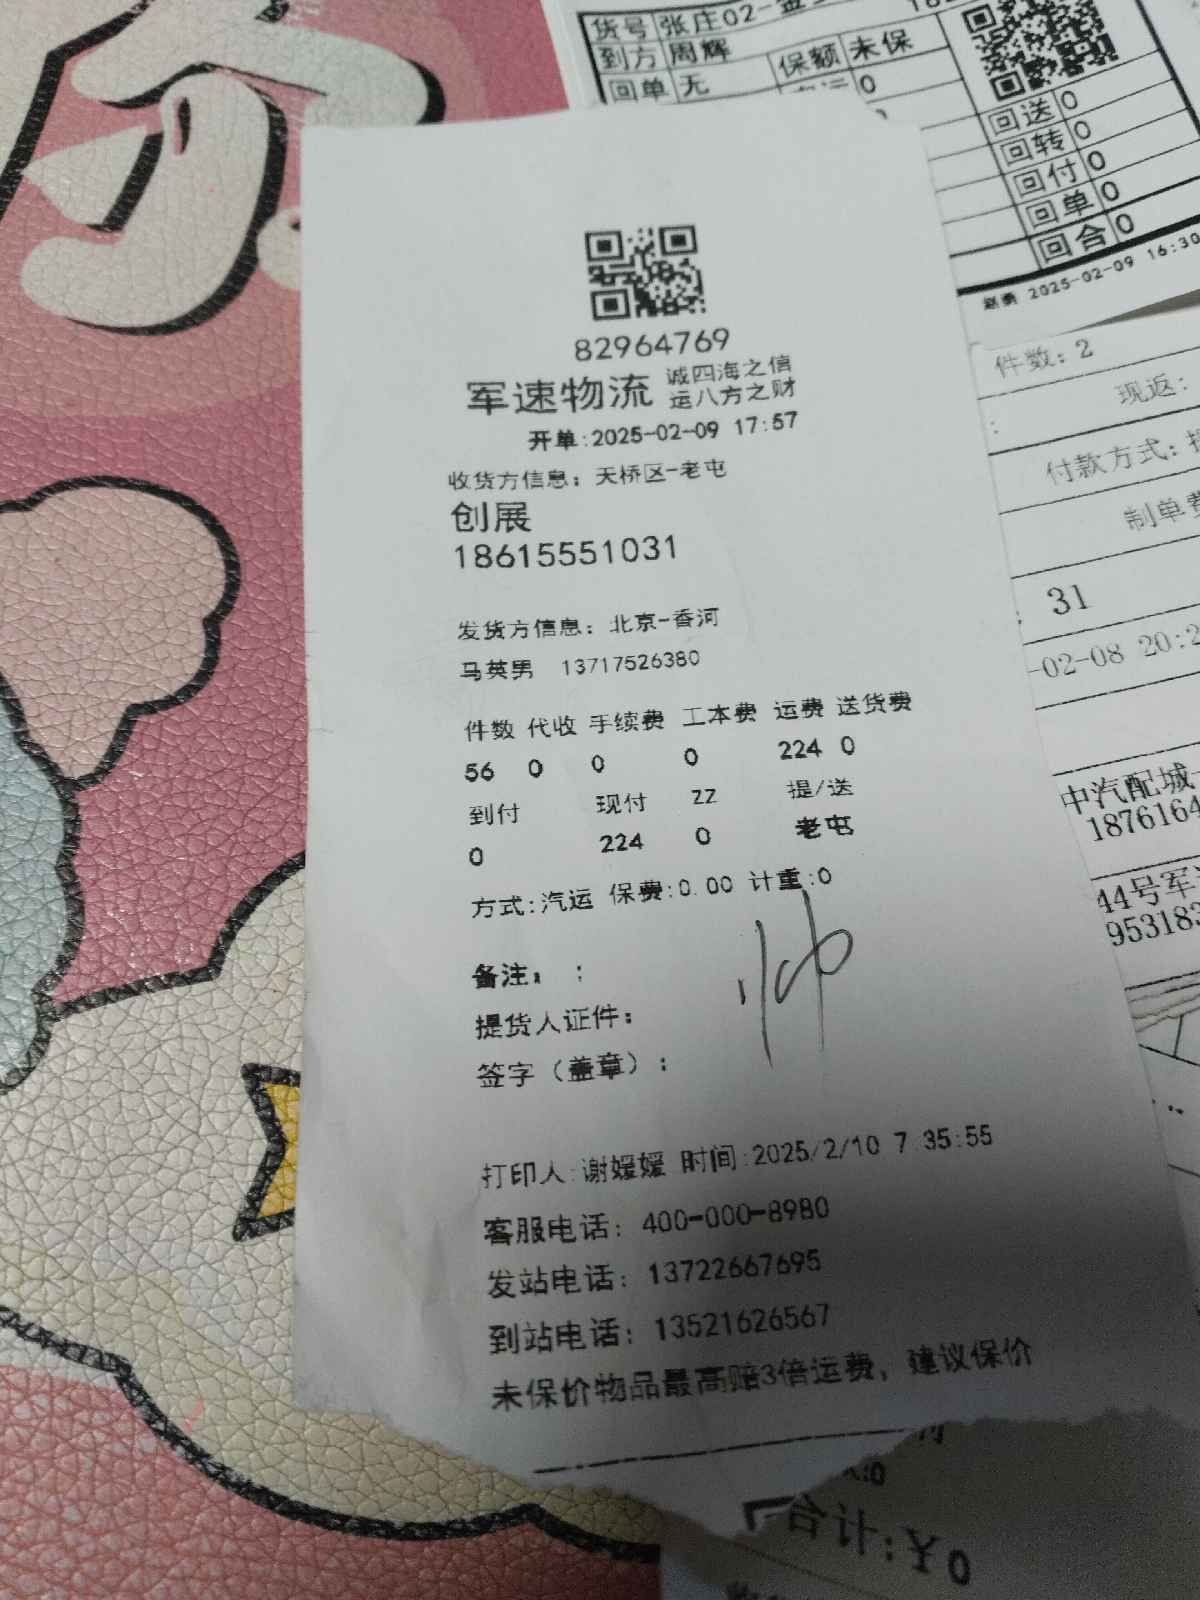 货号 张庄02-
到方 周辉 保额 未保
回单 无 0
回送 0
回转 0
回付 0
回单 0
回合 0
2025-02-09 16:30
82964769
军速物流 诚四海之信
运八方之财
开单:2025-02-09 17:57
收货方信息: 天桥区-老屯
创展
18615551031
发货方信息: 北京-香河
马英男 13717526380
件数 代收 手续费 工本费 运费 送货费
56 0 0 0 224 0
到付 现付 ZZ 提/送
0 224 0 老屯
方式:汽运 保费:0.00 计重:0
备注: :
提货人证件:
签字(盖章):
打印人:谢媛媛 时间:2025/2/10 7:35:55
客服电话: 400-000-8980
发站电话: 13722667695
到站电话: 13521626567
未保价物品最高赔3倍运费, 建议保价
件数: 2
现返:
付款方式:
制单费
31
-02-08 20:2
中汽配城
1876164
44号军
953183
:0
合计:¥0